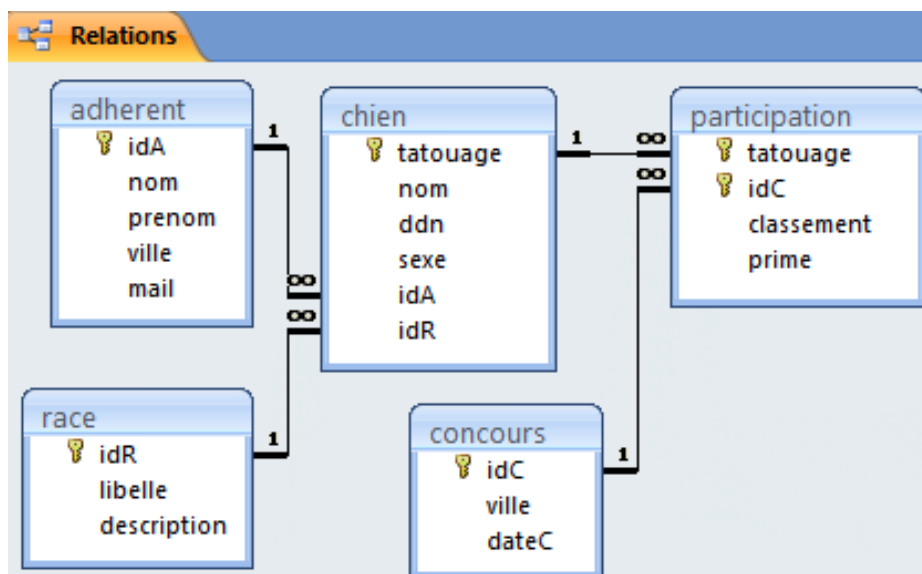 Relations
adherent
idA
nom
prenom
ville
mail
1
∞
chien
tatouage
nom
ddn
sexe
idA
idR
1
∞
∞
participation
tatouage
idC
classement
prime
race
idR
libelle
description
1
∞
concours
idC
ville
dateC
1